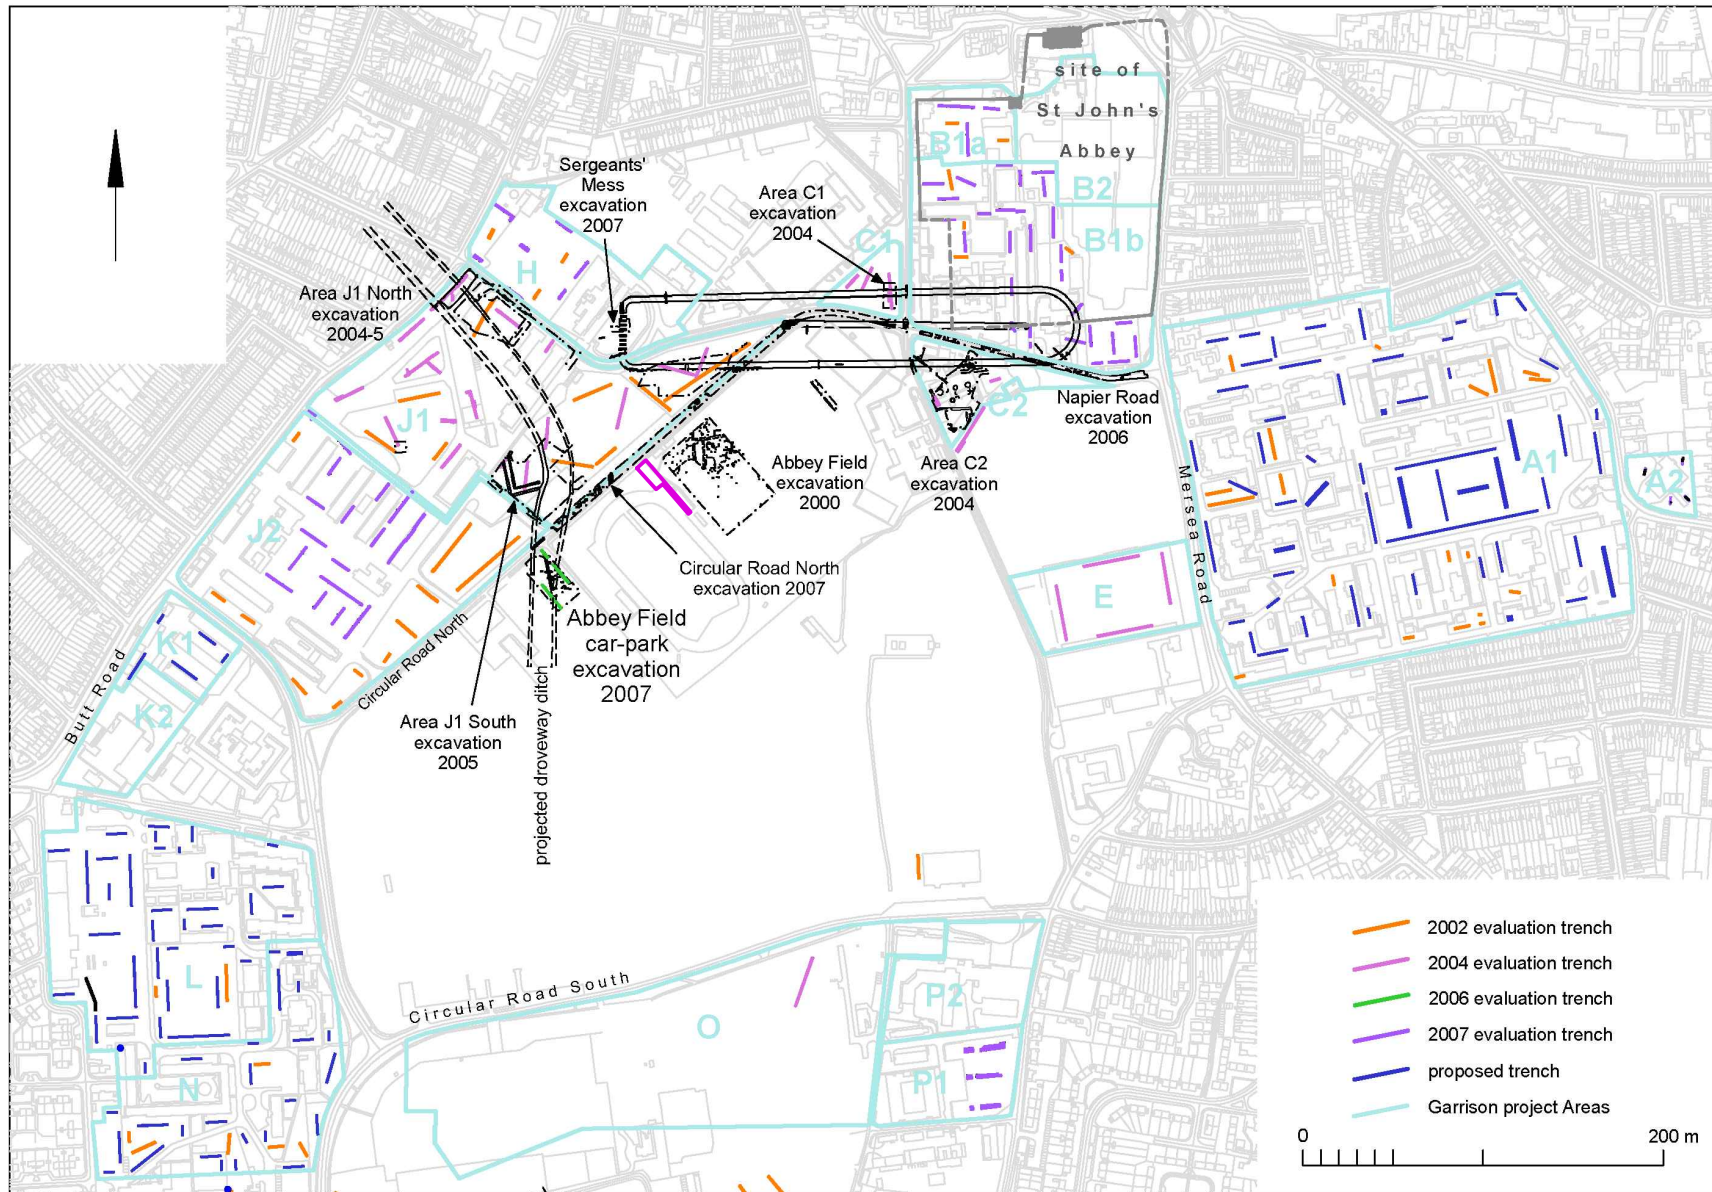 site of
St John's
Abbey
B1a
B2
B1b
Sergeants'
Mess
excavation
2007
Area C1
excavation
2004
C1
H
Area J1 North
excavation
2004-5
J1
C2
Napier Road
excavation
2006
Area C2
excavation
2004
Abbey Field
excavation
2000
Mersea Road
A1
A2
J2
Circular Road North
excavation 2007
E
Abbey Field
car-park
excavation
2007
K1
Butt Road
Circular Road North
K2
Area J1 South
excavation
2005
projected droveway ditch
L
N
Circular Road South
O
P2
P1
2002 evaluation trench
2004 evaluation trench
2006 evaluation trench
2007 evaluation trench
proposed trench
Garrison project Areas
0 200 m